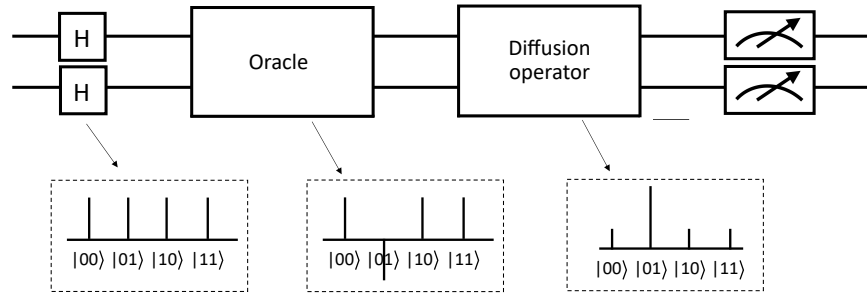 H
H
Oracle
Diffusion
operator
|00⟩ |01⟩ |10⟩ |11⟩
|00⟩ |01⟩ |10⟩ |11⟩
|00⟩ |01⟩ |10⟩ |11⟩